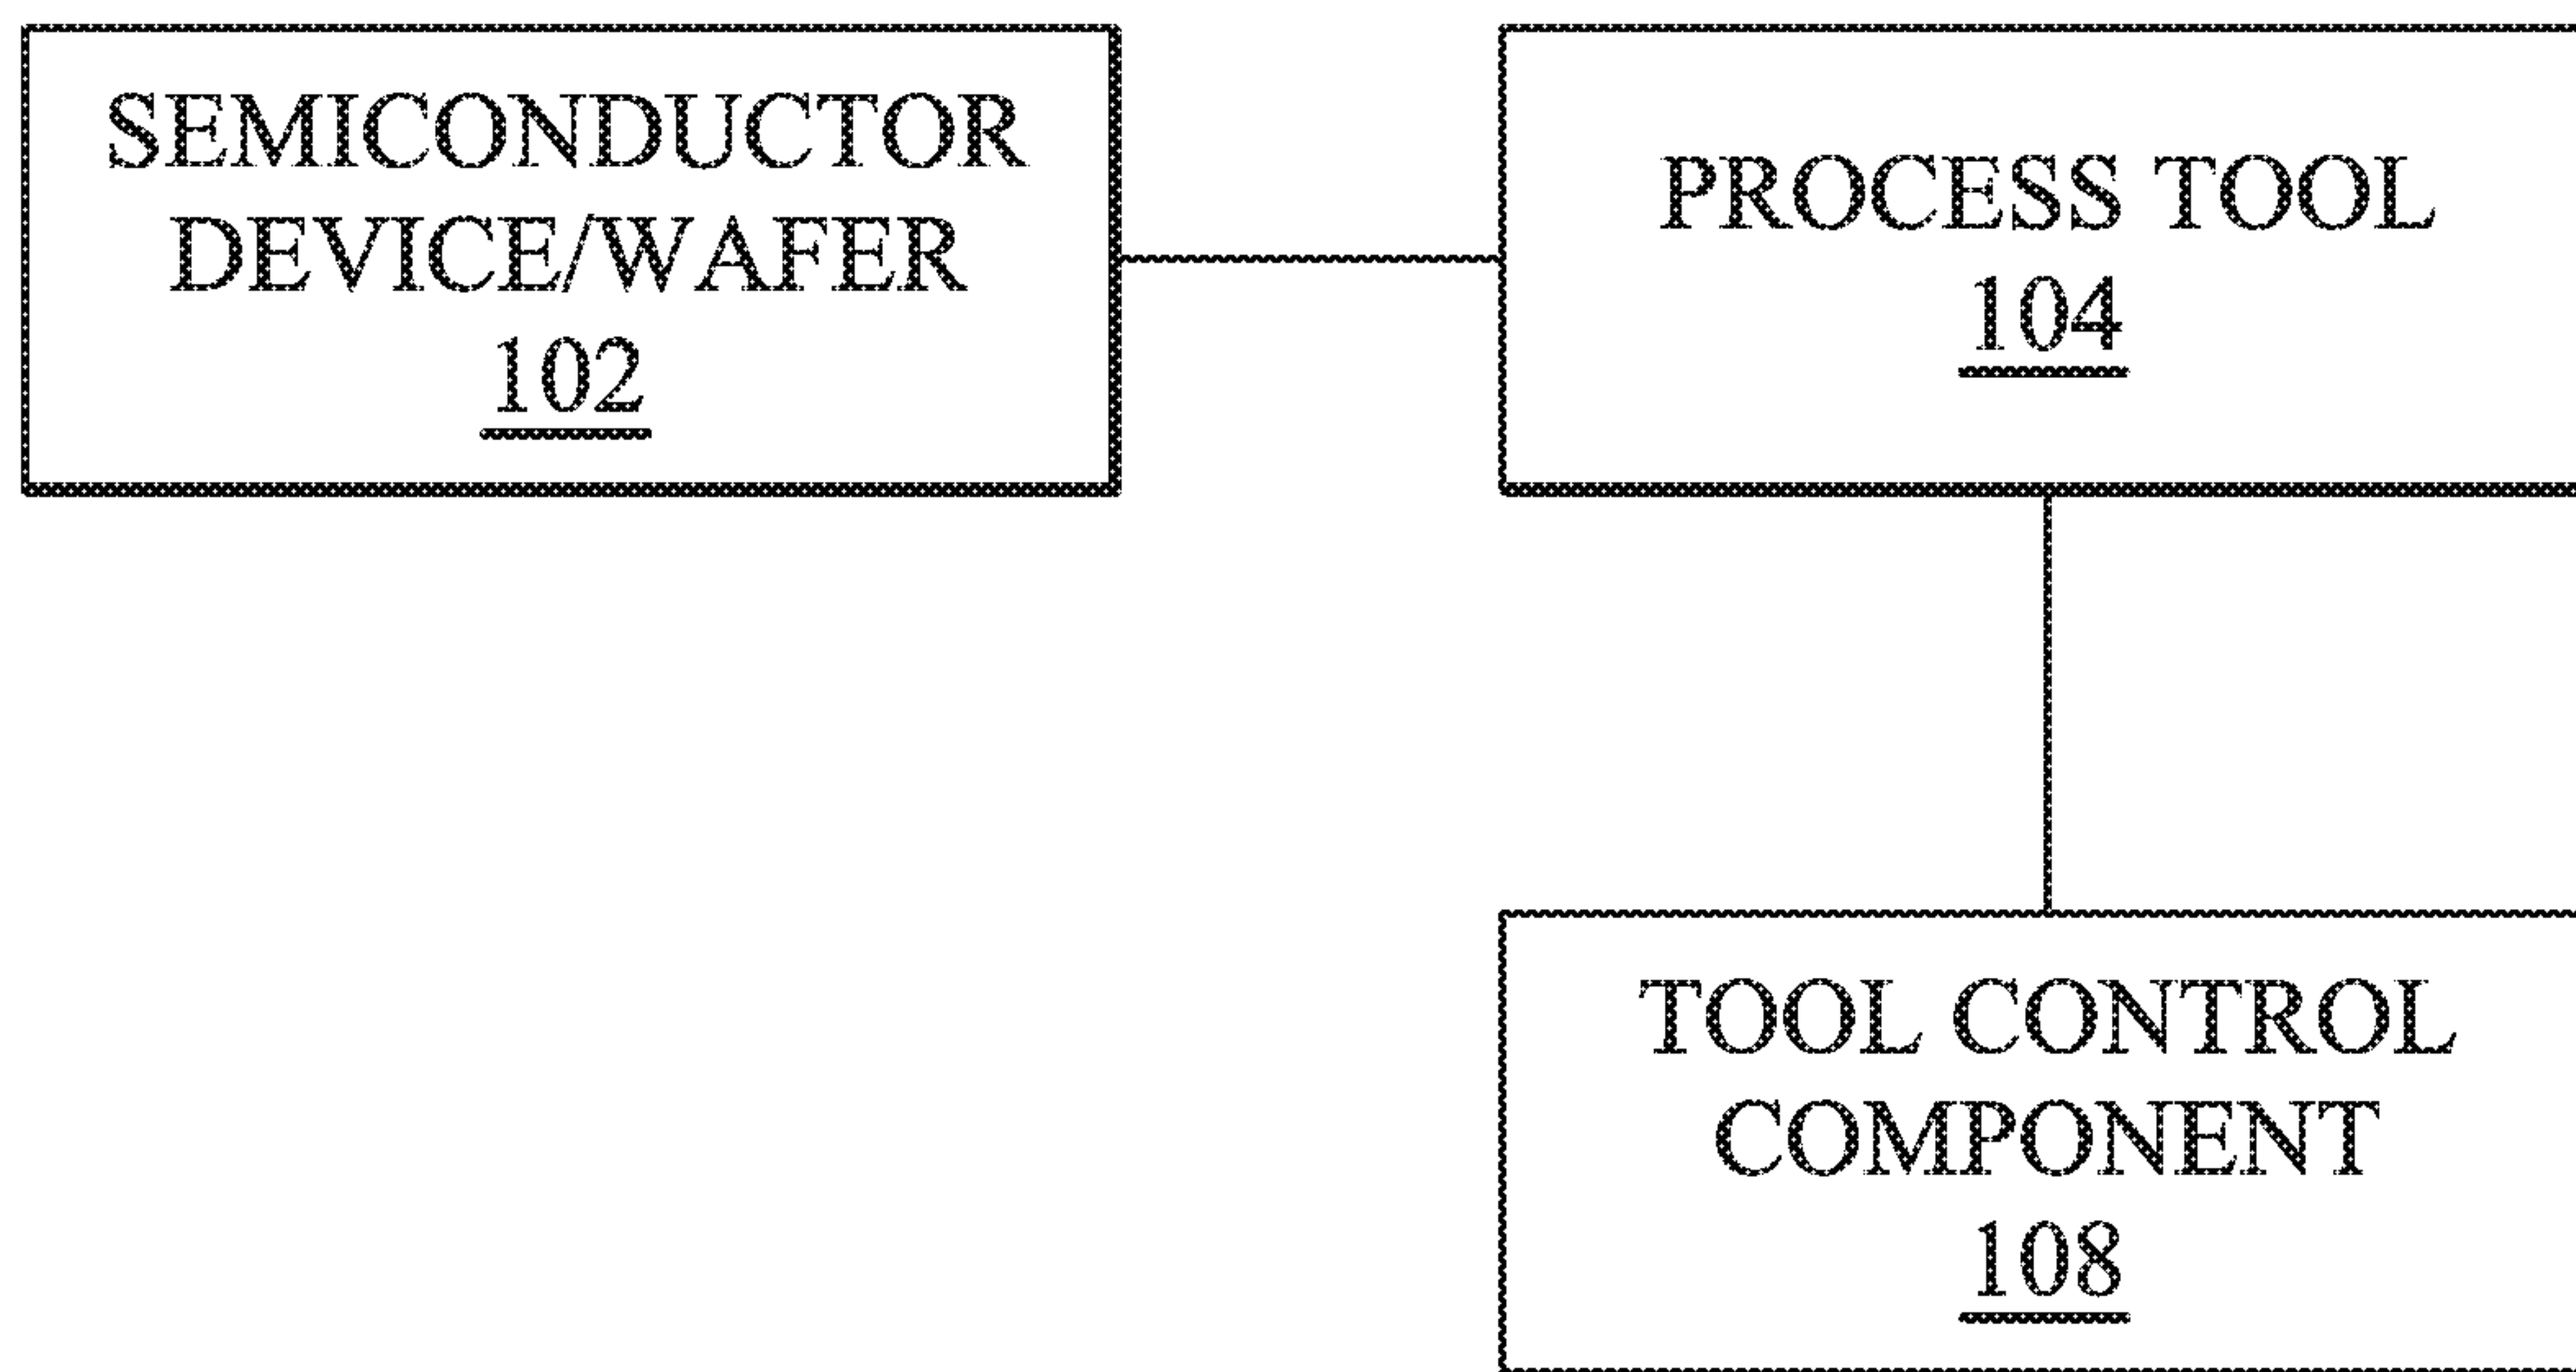 SEMICONDUCTOR
DEVICE/WAFER
102
PROCESS TOOL
104
TOOL CONTROL
COMPONENT
108